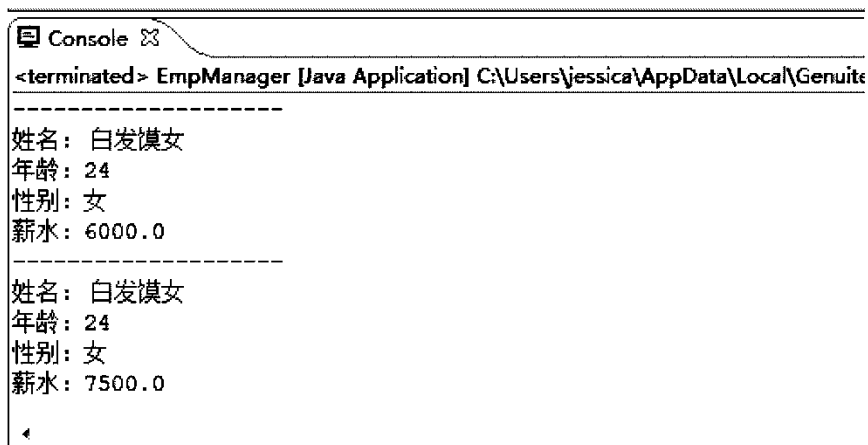 Console
<terminated> EmpManager [Java Application] C:\Users\jessica\AppData\Local\Genuite
--------------------
姓名: 白发馍女
年龄: 24
性别: 女
薪水: 6000.0
--------------------
姓名: 白发馍女
年龄: 24
性别: 女
薪水: 7500.0